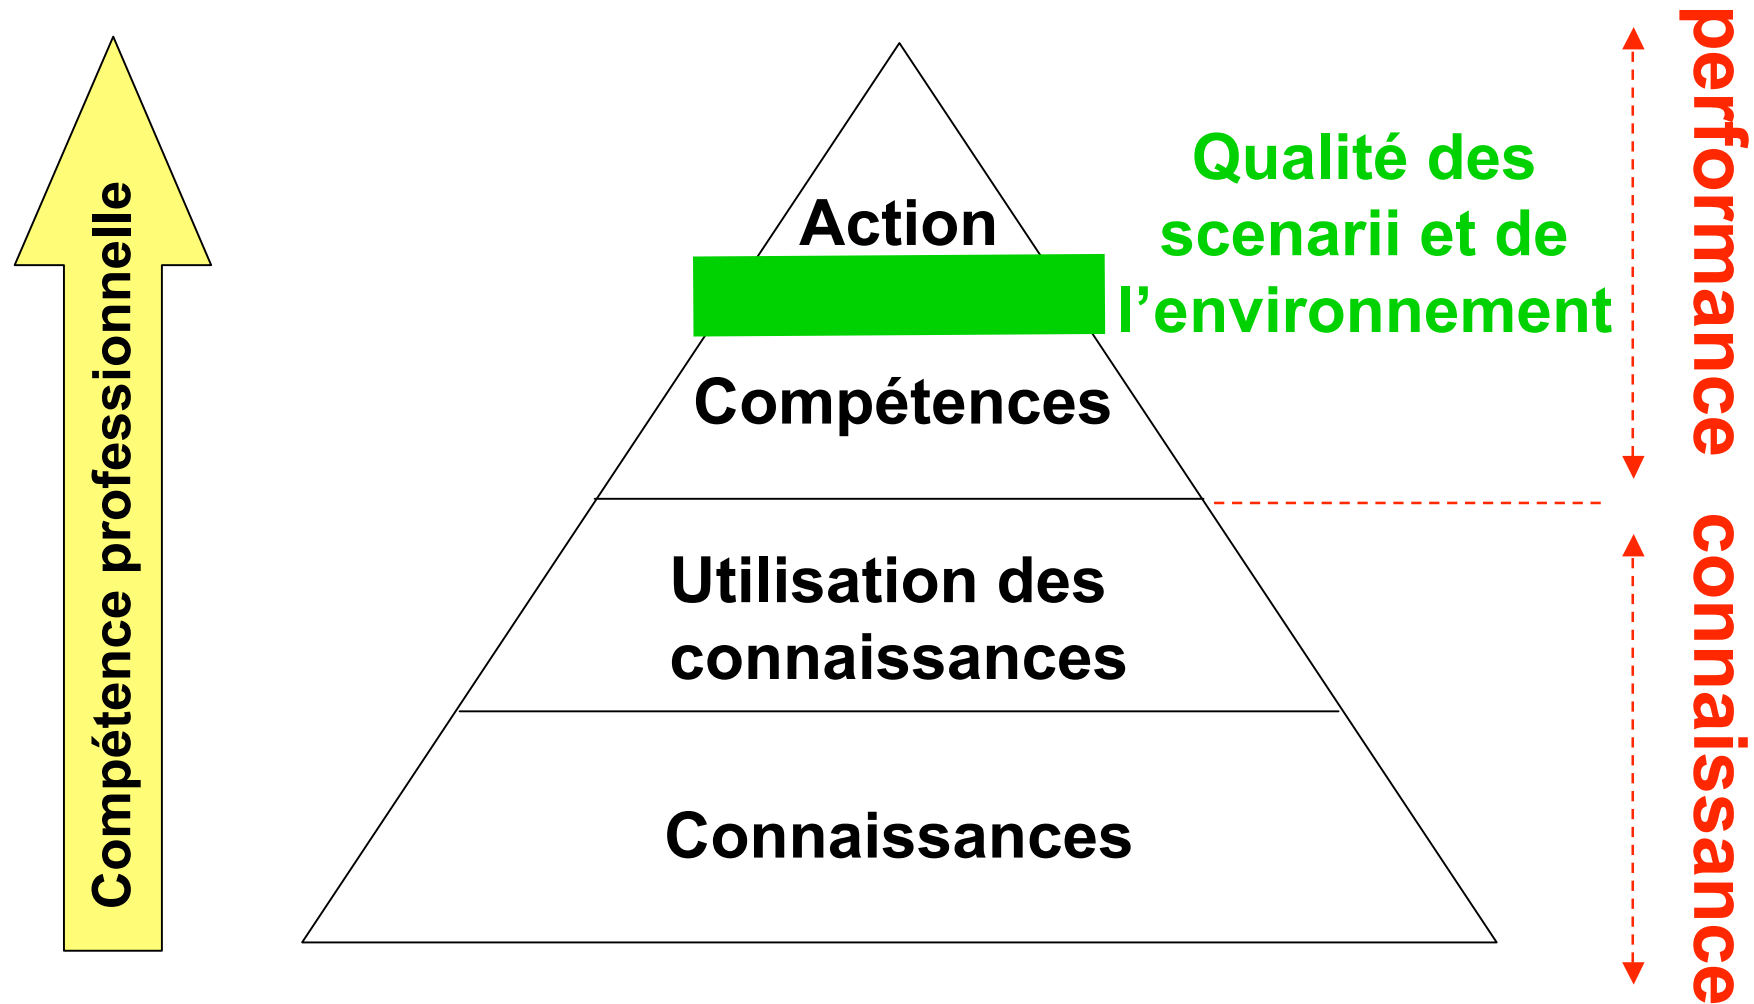 Compétence professionnelle
Action
Qualité des
scenarii et de
l’environnement
Compétences
Utilisation des
connaissances
Connaissances
performance
connaissance